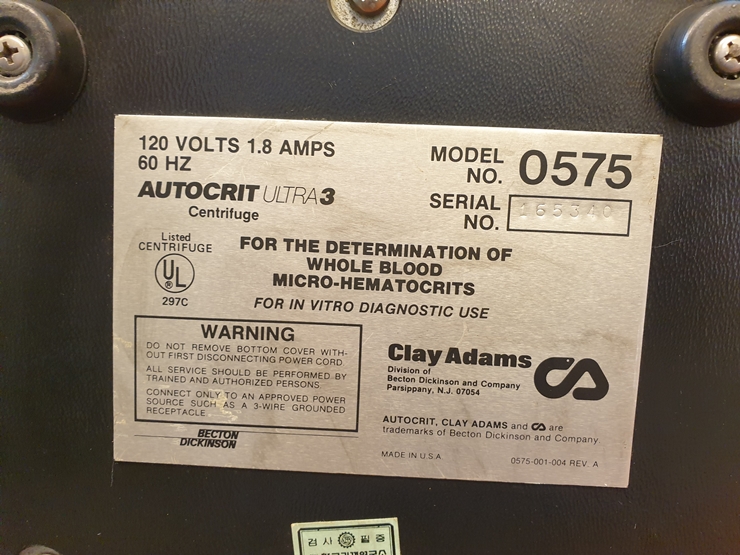 120 VOLTS 1.8 AMPS
60 HZ
AUTOCRIT ULTRA 3
Centrifuge
MODEL NO. 0575
SERIAL NO. 165340
Listed
CENTRIFUGE
UL
297C
FOR THE DETERMINATION OF
WHOLE BLOOD
MICRO-HEMATOCRITS
FOR IN VITRO DIAGNOSTIC USE
WARNING
DO NOT REMOVE BOTTOM COVER WITH-
OUT FIRST DISCONNECTING POWER CORD.
ALL SERVICE SHOULD BE PERFORMED BY
TRAINED AND AUTHORIZED PERSONS.
CONNECT ONLY TO AN APPROVED POWER
SOURCE SUCH AS A 3-WIRE GROUNDED
RECEPTACLE.
BECTON
DICKINSON
Clay Adams
Division of
Becton Dickinson and Company
Parsippany, N.J. 07054
AUTOCRIT, CLAY ADAMS and CA are
trademarks of Becton Dickinson and Company.
MADE IN U.S.A.
0575-001-004 REV. A
검사 필증